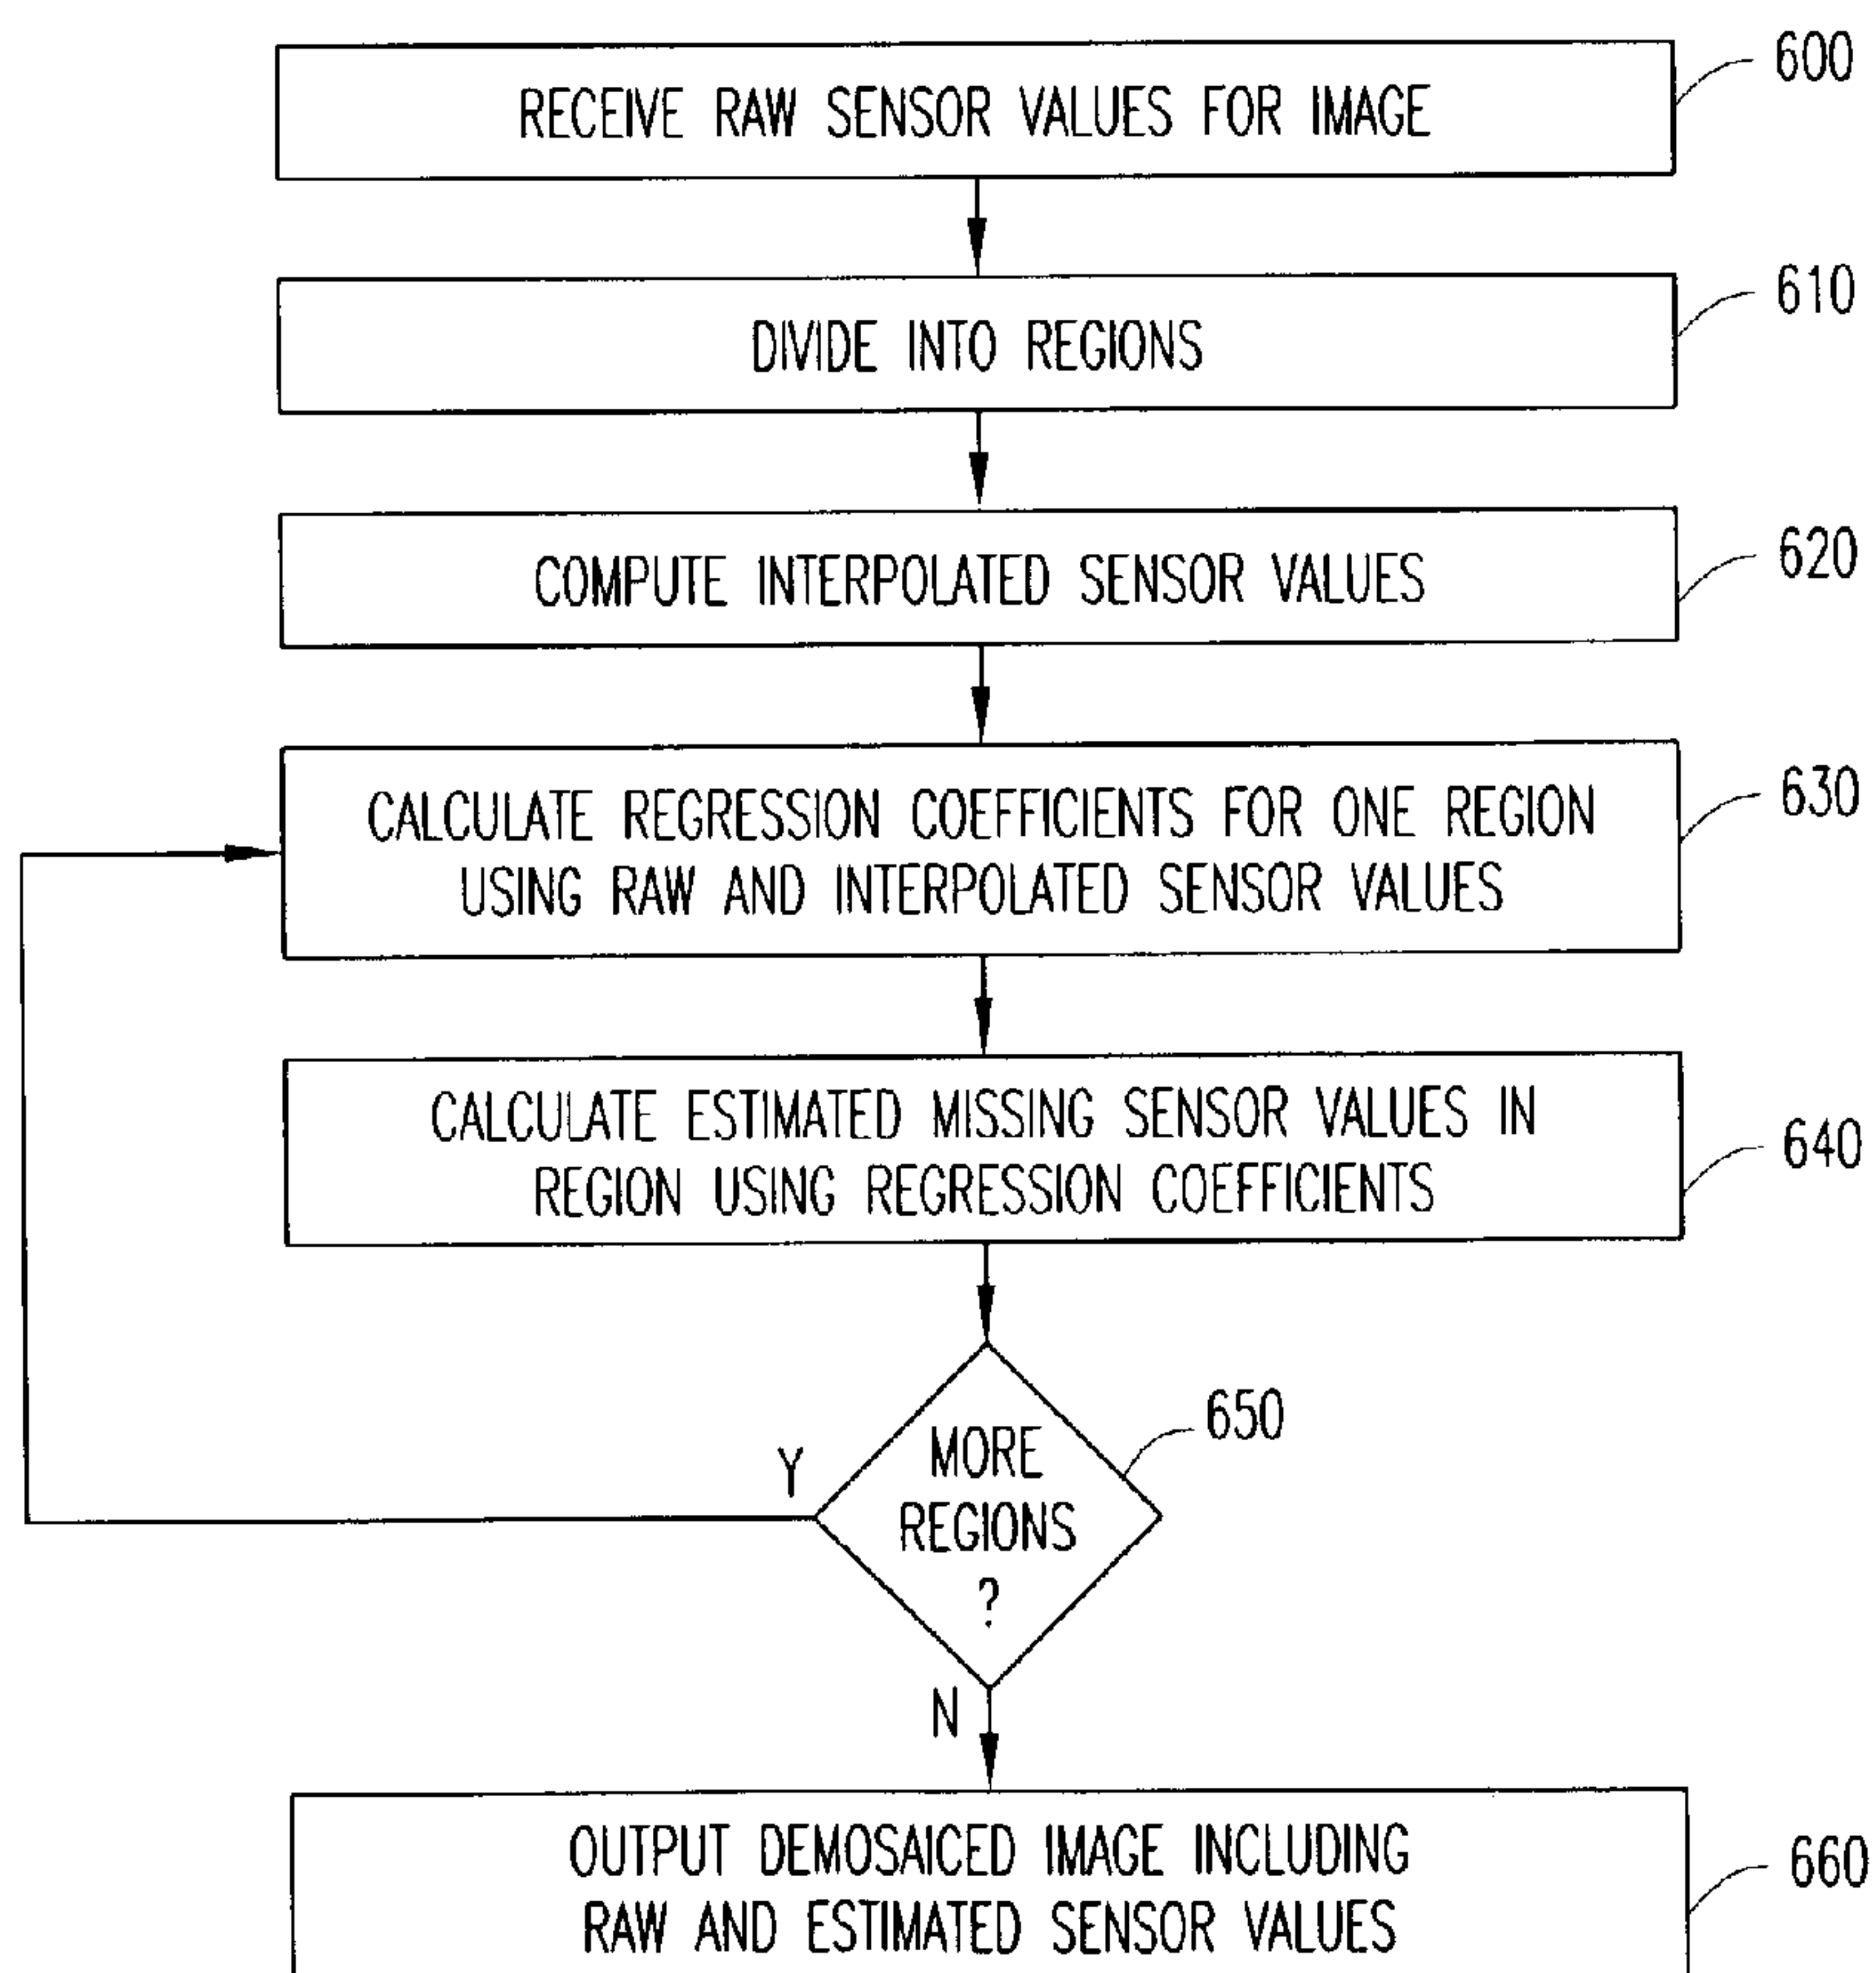 RECEIVE RAW SENSOR VALUES FOR IMAGE
600
DIVIDE INTO REGIONS
610
COMPUTE INTERPOLATED SENSOR VALUES
620
CALCULATE REGRESSION COEFFICIENTS FOR ONE REGION
USING RAW AND INTERPOLATED SENSOR VALUES
630
CALCULATE ESTIMATED MISSING SENSOR VALUES IN
REGION USING REGRESSION COEFFICIENTS
640
MORE
REGIONS
?
650
Y
N
OUTPUT DEMOSAICED IMAGE INCLUDING
RAW AND ESTIMATED SENSOR VALUES
660